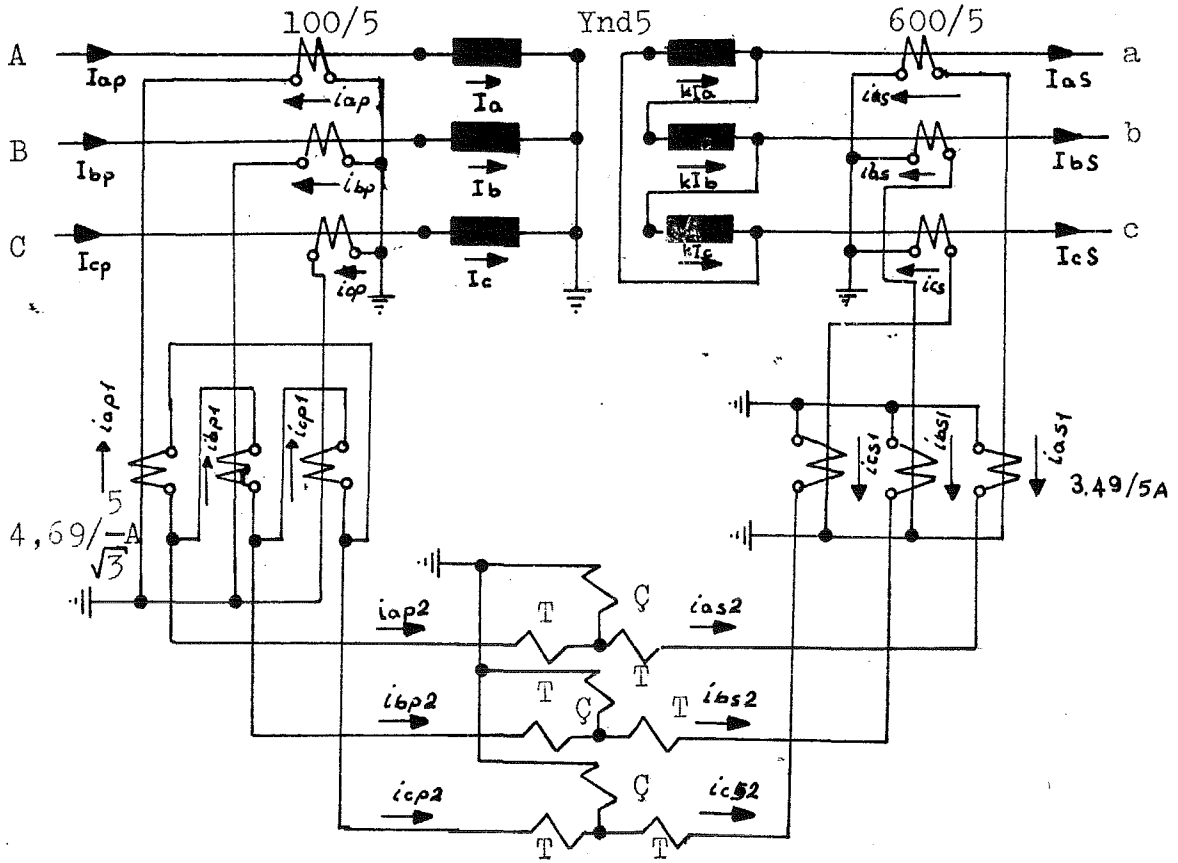 100/5 Ynd5 600/5
A Iap iap Ia kIa ias IaS a
B Ibp ibp Ib kIb ibs IbS b
C Icp icp Ic kIc ics IcS c
iap1 ibp1 icp1 ics1 ibs1 ias1
4,69/5/√3 A
3.49/5A
iap2 T Ç T ias2
ibp2 T Ç T ibs2
icp2 T Ç T ics2